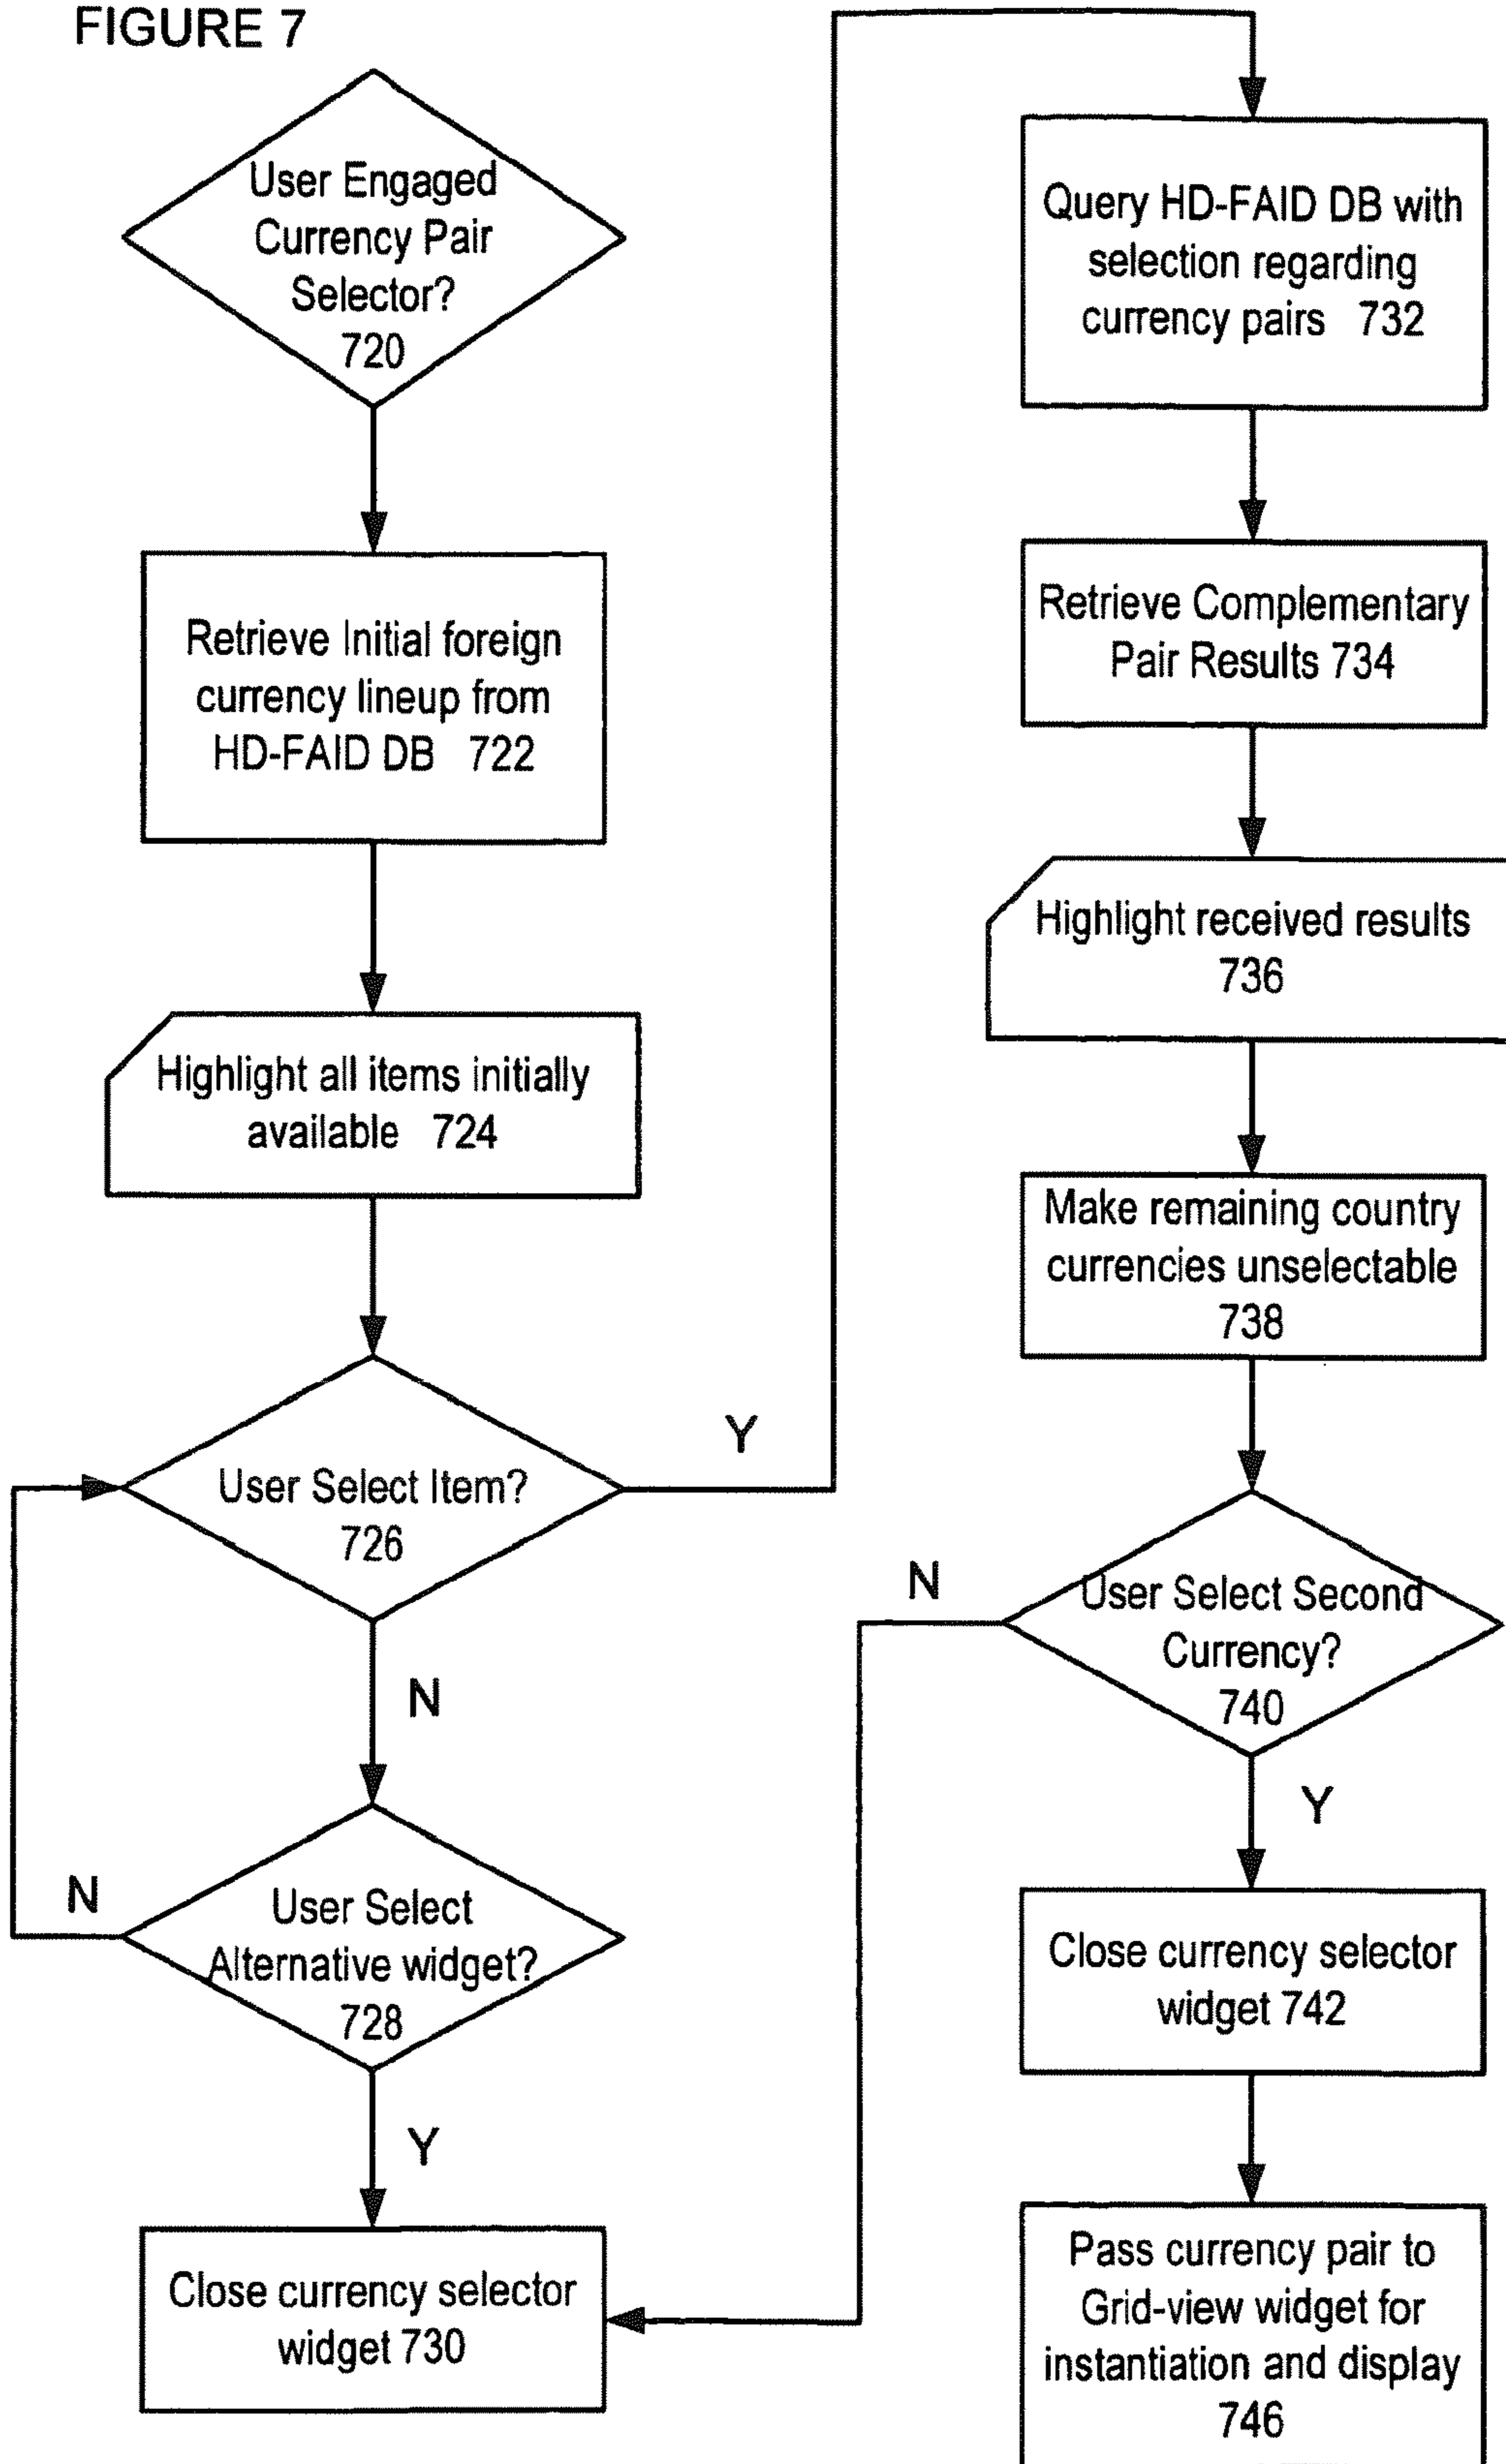 FIGURE 7
User Engaged
Currency Pair
Selector?
720
Retrieve Initial foreign
currency lineup from
HD-FAID DB 722
Highlight all items initially
available 724
User Select Item?
726
Y
N
User Select
Alternative widget?
728
N
Y
Close currency selector
widget 730
Query HD-FAID DB with
selection regarding
currency pairs 732
Retrieve Complementary
Pair Results 734
Highlight received results
736
Make remaining country
currencies unselectable
738
User Select Second
Currency?
740
N
Y
Close currency selector
widget 742
Pass currency pair to
Grid-view widget for
instantiation and display
746